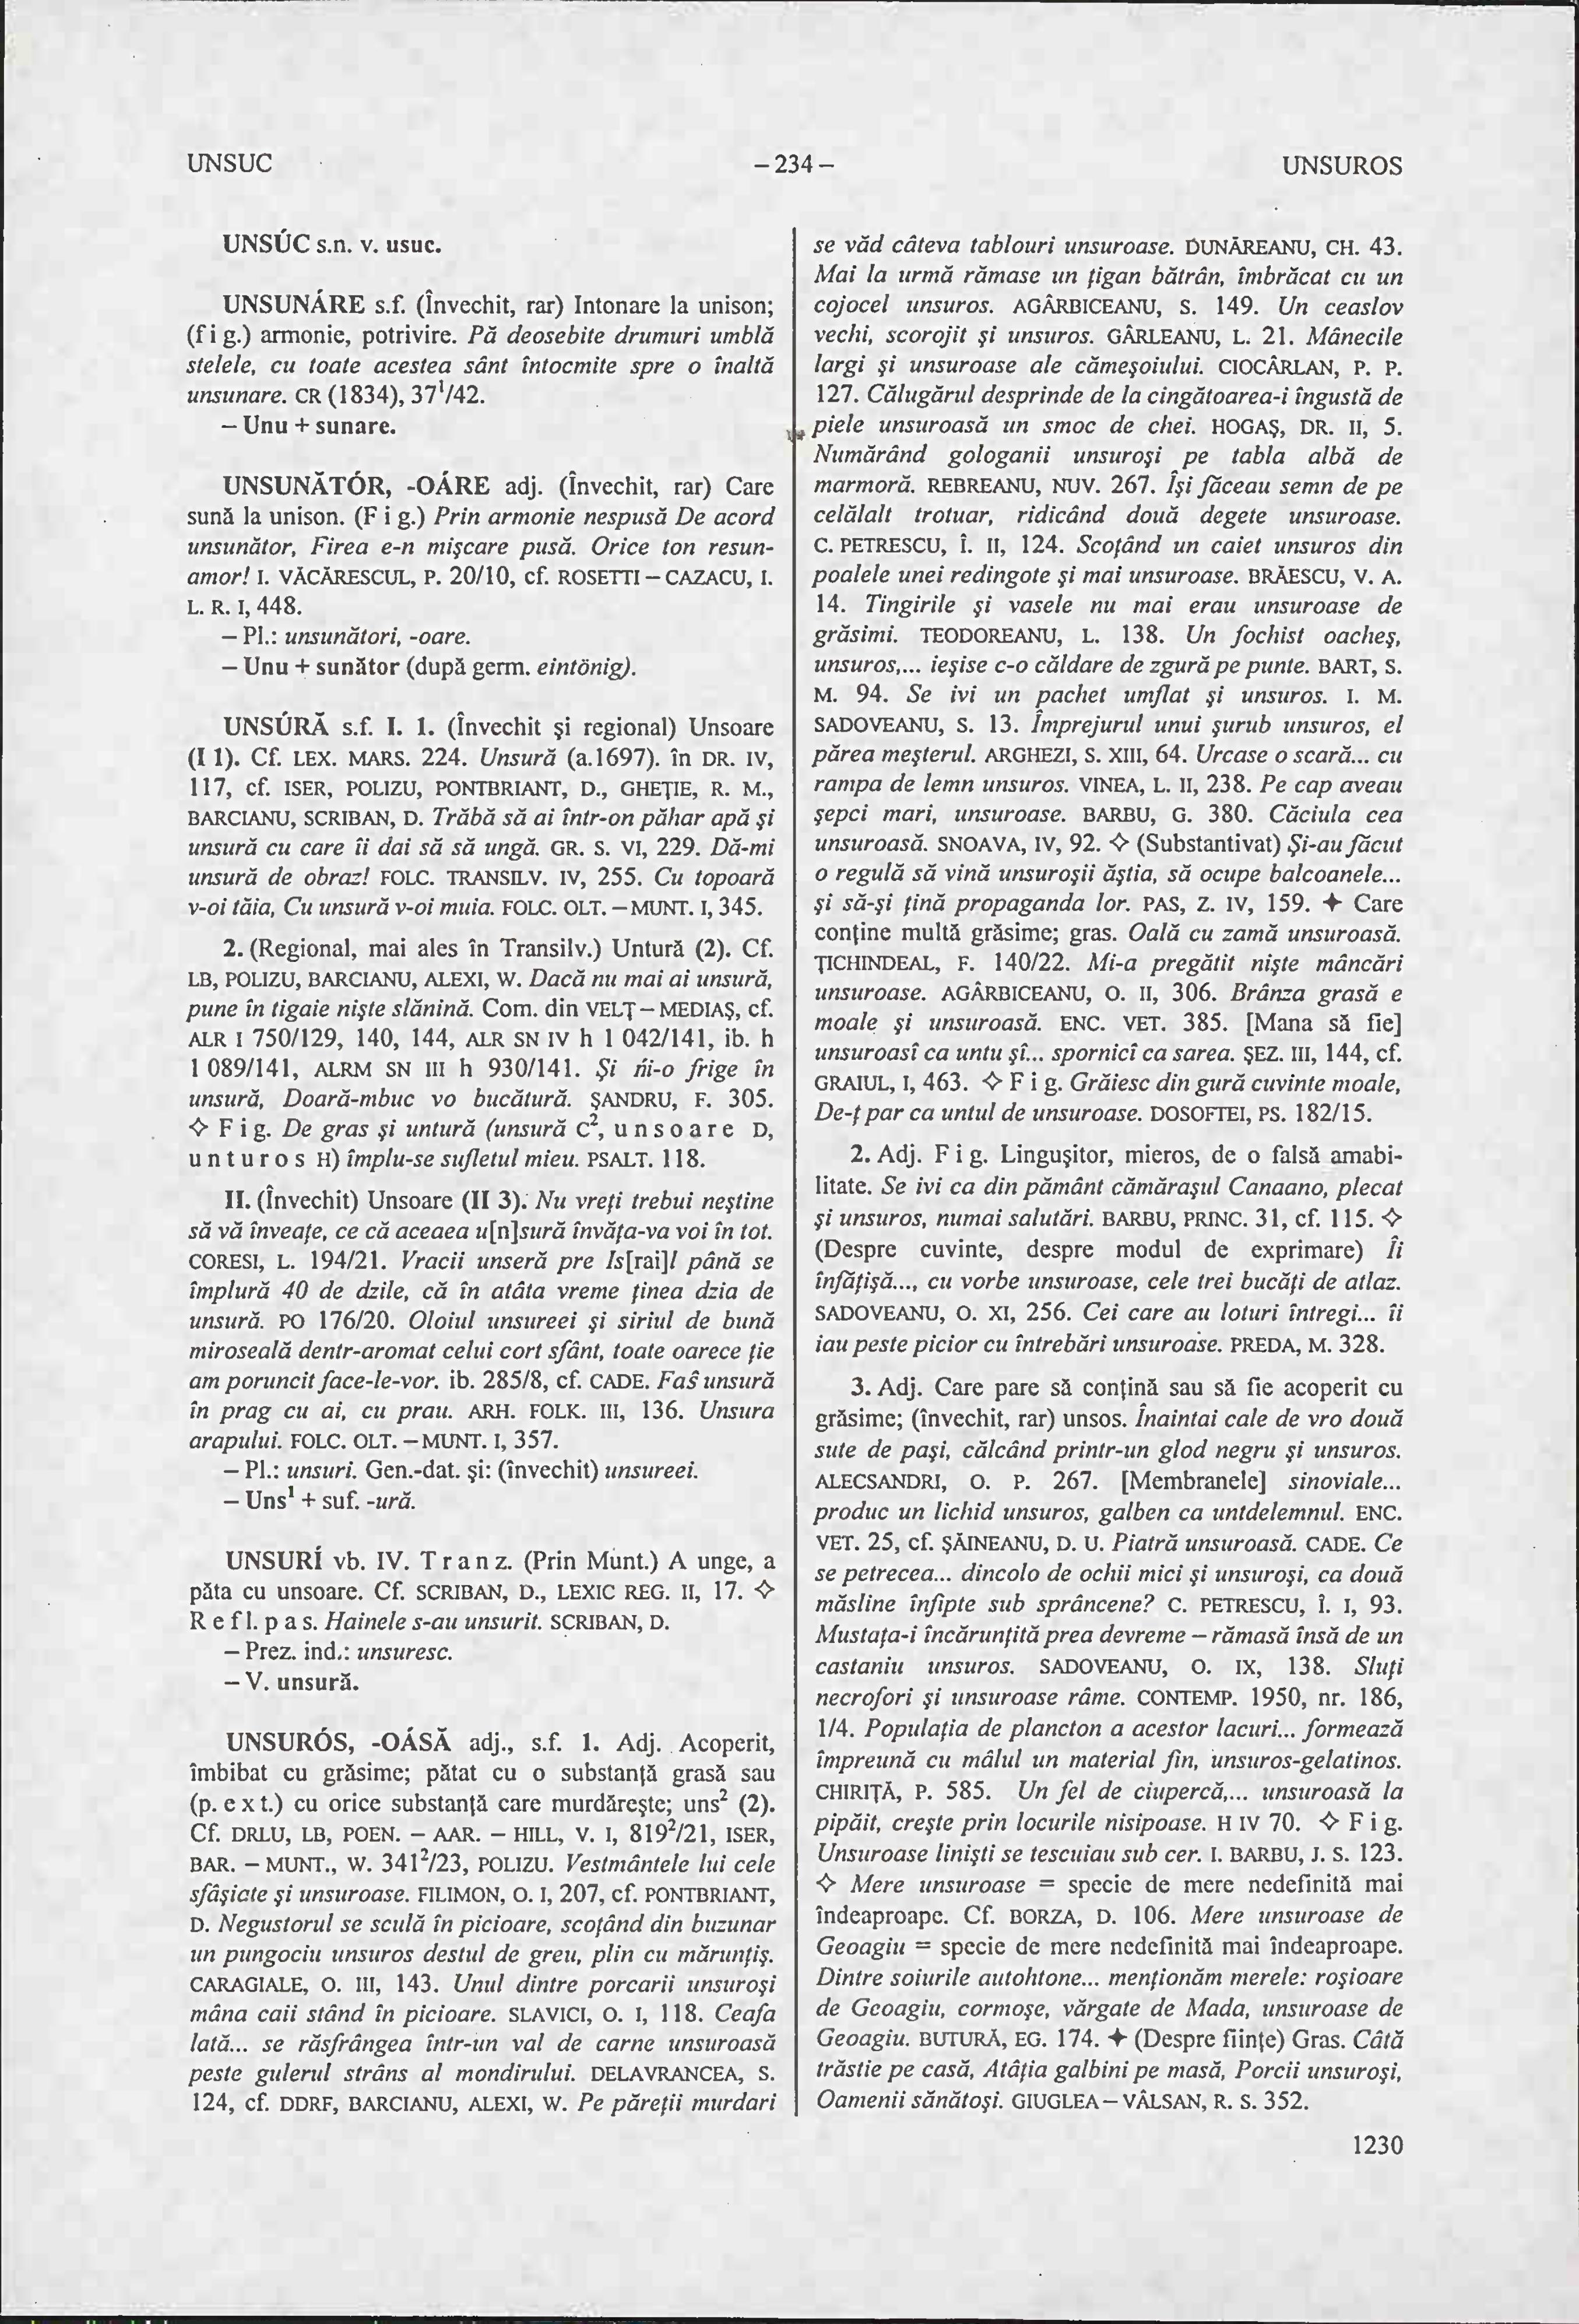 UNSUC
– 234 –
UNSUROS
UNSÚC s.n. v. usuc.
UNSUNÁRE s.f. (Învechit, rar) Intonare la unison;
(f i g.) armonie, potrivire. Pă deosebite drumuri umblă
stelele, cu toate acestea sânt întocmite spre o înaltă
unsunare. CR (1834), 37¹/42.
– Unu + sunare.
UNSUNĂTÓR, -OÁRE adj. (Învechit, rar) Care
sună la unison. (F i g.) Prin armonie nespusă De acord
unsunător, Firea e-n mişcare pusă. Orice ton resun-
amor! I. VĂCĂRESCUL, P. 20/10, cf. ROSETTI – CAZACU, I.
L. R. I, 448.
– Pl.: unsunători, -oare.
– Unu + sunător (după germ. eintönig).
UNSÚRĂ s.f. I. 1. (Învechit şi regional) Unsoare
(I 1). Cf. LEX. MARS. 224. Unsură (a.1697). în DR. IV,
117, cf. ISER, POLIZU, PONTBRIANT, D., GHEŢIE, R. M.,
BARCIANU, SCRIBAN, D. Trăbă să ai într-on păhar apă şi
unsură cu care îi dai să să ungă. GR. S. VI, 229. Dă-mi
unsură de obraz! FOLC. TRANSILV. IV, 255. Cu topoară
v-oi tăia, Cu unsură v-oi muia. FOLC. OLT. – MUNT. I, 345.
2. (Regional, mai ales în Transilv.) Untură (2). Cf.
LB, POLIZU, BARCIANU, ALEXI, W. Dacă nu mai ai unsură,
pune în tigaie nişte slănină. Com. din VELŢ – MEDIAŞ, cf.
ALR I 750/129, 140, 144, ALR SN IV h 1 042/141, ib. h
1 089/141, ALRM SN III h 930/141. Şi ńi-o frige în
unsură, Doară-mbuc vo bucătură. ŞANDRU, F. 305.
◇ F i g. De gras şi untură (unsură C², u n s o a r e D,
u n t u r o s H) împlu-se sufletul mieu. PSALT. 118.
II. (Învechit) Unsoare (II 3). Nu vreţi trebui neştine
să vă înveaţe, ce că aceaea u[n]sură învăţa-va voi în tot.
CORESI, L. 194/21. Vracii unseră pre Is[rai]l până se
împlură 40 de dzile, că în atâta vreme ţinea dzia de
unsură. PO 176/20. Oloiul unsureei şi siriul de bună
miroseală dentr-aromat celui cort sfânt, toate oarece ţie
am poruncit face-le-vor. ib. 285/8, cf. CADE. Faŝ unsură
în prag cu ai, cu prau. ARH. FOLK. III, 136. Unsura
arapului. FOLC. OLT. – MUNT. I, 357.
– Pl.: unsuri. Gen.-dat. şi: (învechit) unsureei.
– Uns¹ + suf. -ură.
UNSURÍ vb. IV. T r a n z. (Prin Munt.) A unge, a
păta cu unsoare. Cf. SCRIBAN, D., LEXIC REG. II, 17. ◇
R e f l. p a s. Hainele s-au unsurit. SCRIBAN, D.
– Prez. ind.: unsuresc.
– V. unsură.
UNSURÓS, -OÁSĂ adj., s.f. 1. Adj. Acoperit,
îmbibat cu grăsime; pătat cu o substanţă grasă sau
(p. e x t.) cu orice substanţă care murdăreşte; uns² (2).
Cf. DRLU, LB, POEN. – AAR. – HILL, V. I, 819²/21, ISER,
BAR. – MUNT., W. 341²/23, POLIZU. Vestmântele lui cele
sfâşiate şi unsuroase. FILIMON, O. I, 207, cf. PONTBRIANT,
D. Negustorul se sculă în picioare, scoţând din buzunar
un pungociu unsuros destul de greu, plin cu mărunţiş.
CARAGIALE, O. III, 143. Unul dintre porcarii unsuroşi
mâna caii stând în picioare. SLAVICI, O. I, 118. Ceafa
lată... se răsfrângea într-un val de carne unsuroasă
peste gulerul strâns al mondirului. DELAVRANCEA, S.
124, cf. DDRF, BARCIANU, ALEXI, W. Pe păreţii murdari
se văd câteva tablouri unsuroase. DUNĂREANU, CH. 43.
Mai la urmă rămase un ţigan bătrân, îmbrăcat cu un
cojocel unsuros. AGÂRBICEANU, S. 149. Un ceaslov
vechi, scorojit şi unsuros. GÂRLEANU, L. 21. Mânecile
largi şi unsuroase ale cămeşoiului. CIOCÂRLAN, P. P.
127. Călugărul desprinde de la cingătoarea-i îngustă de
piele unsuroasă un smoc de chei. HOGAŞ, DR. II, 5.
Numărând gologanii unsuroşi pe tabla albă de
marmoră. REBREANU, NUV. 267. Îşi făceau semn de pe
celălalt trotuar, ridicând două degete unsuroase.
C. PETRESCU, Î. II, 124. Scoţând un caiet unsuros din
poalele unei redingote şi mai unsuroase. BRĂESCU, V. A.
14. Tingirile şi vasele nu mai erau unsuroase de
grăsimi. TEODOREANU, L. 138. Un fochist oacheş,
unsuros,... ieşise c-o căldare de zgură pe punte. BART, S.
M. 94. Se ivi un pachet umflat şi unsuros. I. M.
SADOVEANU, S. 13. Împrejurul unui şurub unsuros, el
părea meşterul. ARGHEZI, S. XIII, 64. Urcase o scară... cu
rampa de lemn unsuros. VINEA, L. II, 238. Pe cap aveau
şepci mari, unsuroase. BARBU, G. 380. Căciula cea
unsuroasă. SNOAVA, IV, 92. ◇ (Substantivat) Şi-au făcut
o regulă să vină unsuroşii ăştia, să ocupe balcoanele...
şi să-şi ţină propaganda lor. PAS, Z. IV, 159. ✦ Care
conţine multă grăsime; gras. Oală cu zamă unsuroasă.
ŢICHINDEAL, F. 140/22. Mi-a pregătit nişte mâncări
unsuroase. AGÂRBICEANU, O. II, 306. Brânza grasă e
moale şi unsuroasă. ENC. VET. 385. [Mana să fie]
unsuroasî ca untu şî... spornicî ca sarea. ŞEZ. III, 144, cf.
GRAIUL, I, 463. ◇ F i g. Grăiesc din gură cuvinte moale,
De-ţ par ca untul de unsuroase. DOSOFTEI, PS. 182/15.
2. Adj. F i g. Linguşitor, mieros, de o falsă amabi-
litate. Se ivi ca din pământ cămăraşul Canaano, plecat
şi unsuros, numai salutări. BARBU, PRINC. 31, cf. 115. ◇
(Despre cuvinte, despre modul de exprimare) Îi
înfăţişă..., cu vorbe unsuroase, cele trei bucăţi de atlaz.
SADOVEANU, O. XI, 256. Cei care au loturi întregi... îi
iau peste picior cu întrebări unsuroase. PREDA, M. 328.
3. Adj. Care pare să conţină sau să fie acoperit cu
grăsime; (învechit, rar) unsos. Înaintai cale de vro două
sute de paşi, călcând printr-un glod negru şi unsuros.
ALECSANDRI, O. P. 267. [Membranele] sinoviale...
produc un lichid unsuros, galben ca untdelemnul. ENC.
VET. 25, cf. ŞĂINEANU, D. U. Piatră unsuroasă. CADE. Ce
se petrecea... dincolo de ochii mici şi unsuroşi, ca două
măsline înfipte sub sprâncene? C. PETRESCU, Î. I, 93.
Mustaţa-i încărunţită prea devreme – rămasă însă de un
castaniu unsuros. SADOVEANU, O. IX, 138. Sluţi
necrofori şi unsuroase râme. CONTEMP. 1950, nr. 186,
1/4. Populaţia de plancton a acestor lacuri... formează
împreună cu mâlul un material fin, unsuros-gelatinos.
CHIRIŢĂ, P. 585. Un fel de ciupercă,... unsuroasă la
pipăit, creşte prin locurile nisipoase. H IV 70. ◇ F i g.
Unsuroase linişti se tescuiau sub cer. I. BARBU, J. S. 123.
◇ Mere unsuroase = specie de mere nedefinită mai
îndeaproape. Cf. BORZA, D. 106. Mere unsuroase de
Geoagiu = specie de mere nedefinită mai îndeaproape.
Dintre soiurile autohtone... menţionăm merele: roşioare
de Geoagiu, cormoşe, vărgate de Mada, unsuroase de
Geoagiu. BUTURĂ, EG. 174. ✦ (Despre fiinţe) Gras. Câtă
trăstie pe casă, Atâţia galbini pe masă, Porcii unsuroşi,
Oamenii sănătoşi. GIUGLEA – VÂLSAN, R. S. 352.
1230